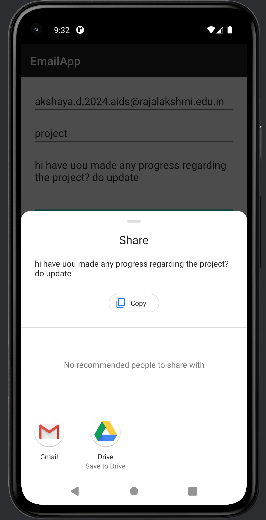 9:32
EmailApp
akshaya.d.2024.aids@rajalakshmi.edu.in
project
hi have uou made any progress regarding
the project? do update
Share
hi have uou made any progress regarding the project?
do update
Copy
No recommended people to share with
Gmail
Drive
Save to Drive